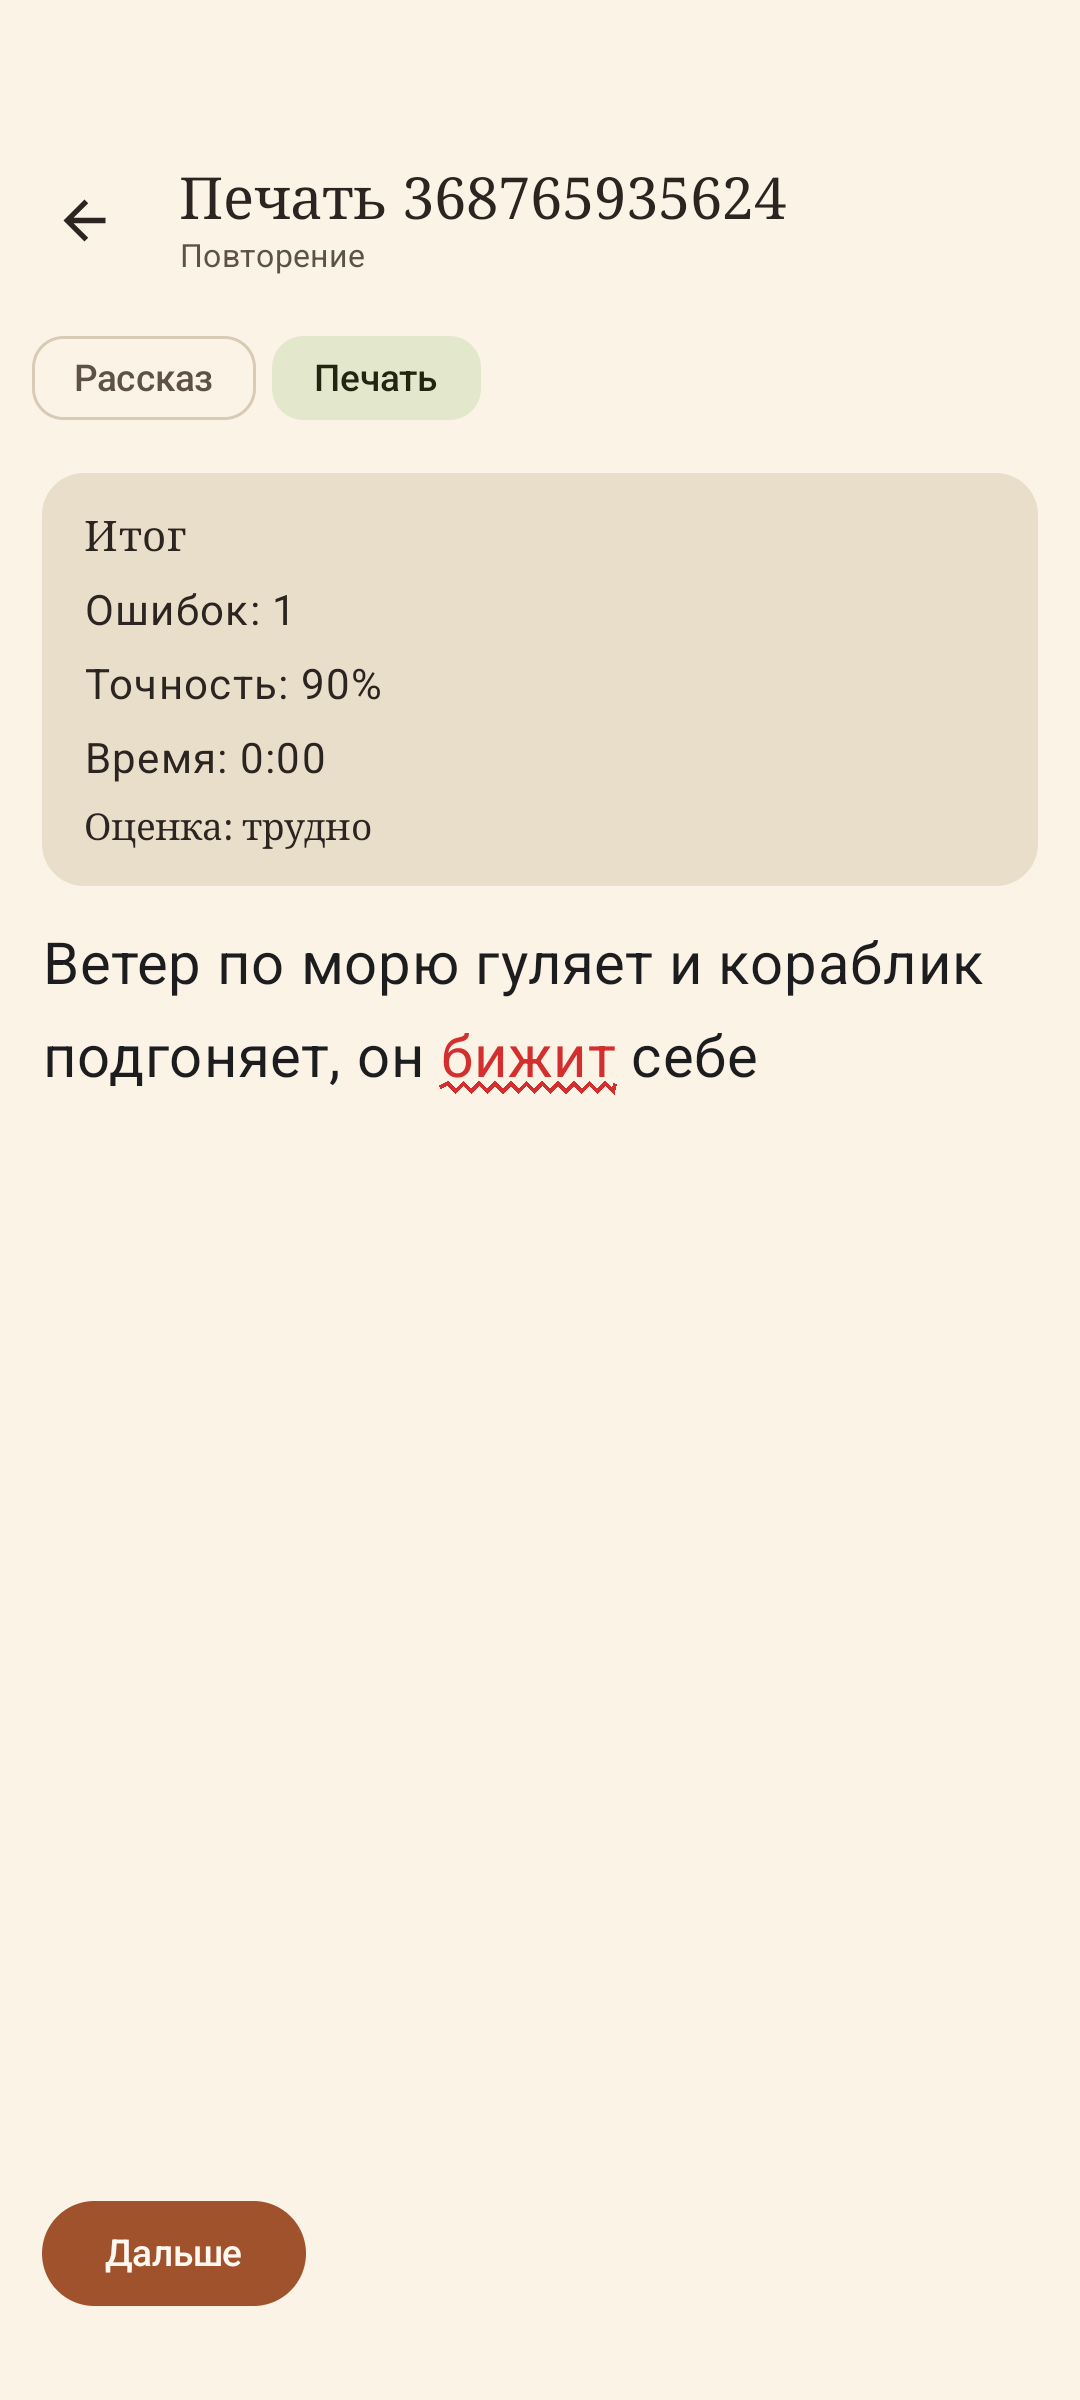 Печать 368765935624
Повторение
Рассказ
Печать
Итог
Ошибок: 1
Точность: 90%
Время: 0:00
Оценка: трудно
Ветер по морю гуляет и кораблик
подгоняет, он бижит себе
Дальше